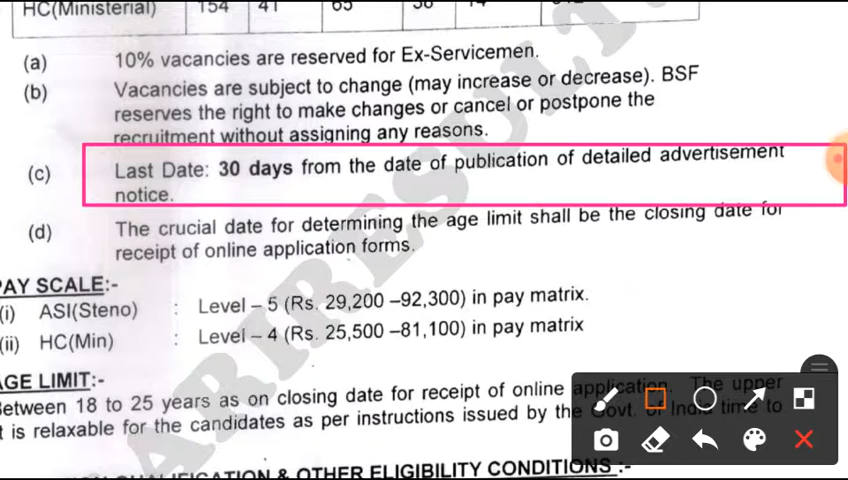 HC(Ministerial) 154 41 65
(a) 10% vacancies are reserved for Ex-Servicemen.
(b) Vacancies are subject to change (may increase or decrease). BSF
reserves the right to make changes or cancel or postpone the
recruitment without assigning any reasons.
(c) Last Date: 30 days from the date of publication of detailed advertisement
notice.
(d) The crucial date for determining the age limit shall be the closing date for
receipt of online application forms.
PAY SCALE:-
(i) ASI(Steno) : Level – 5 (Rs. 29,200 –92,300) in pay matrix.
(ii) HC(Min) : Level – 4 (Rs. 25,500 –81,100) in pay matrix
AGE LIMIT:-
Between 18 to 25 years as on closing date for receipt of online application. The upper
is relaxable for the candidates as per instructions issued by the Govt. of India time to
QUALIFICATION & OTHER ELIGIBILITY CONDITIONS :-